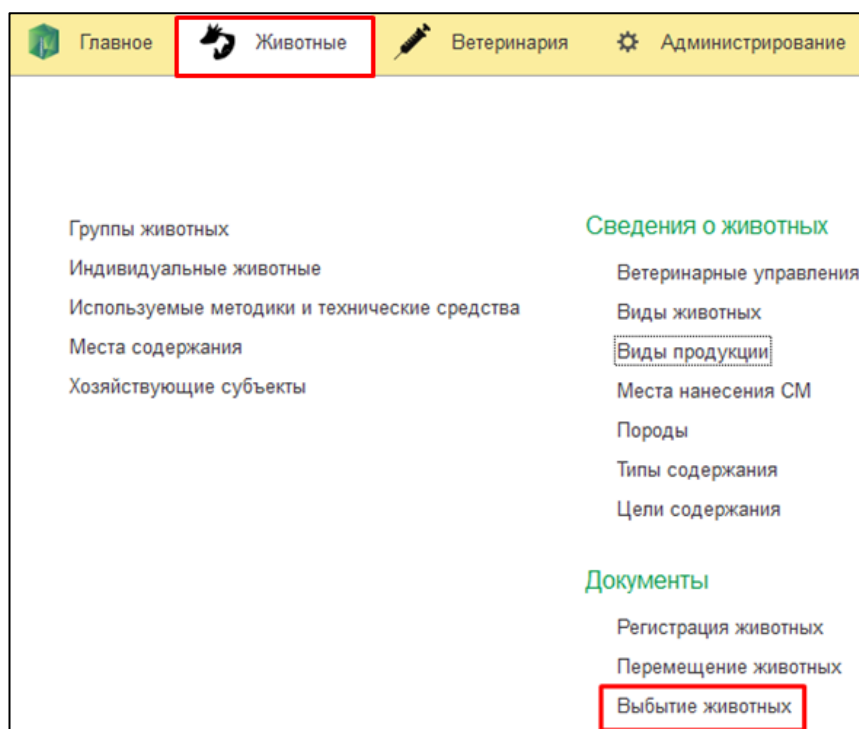 Главное Животные Ветеринария Администрирование
Группы животных
Индивидуальные животные
Используемые методики и технические средства
Места содержания
Хозяйствующие субъекты
Сведения о животных
Ветеринарные управления
Виды животных
Виды продукции
Места нанесения СМ
Породы
Типы содержания
Цели содержания
Документы
Регистрация животных
Перемещение животных
Выбытие животных